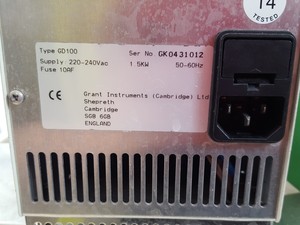 14
TESTED
Type GD100 Ser No GK0431012
Supply 220-240Vac 1 5KW 50-60Hz
Fuse 10AF
CE Grant Instruments (Cambridge) Ltd
Shepreth
Cambridge
SG8 6GB
ENGLAND